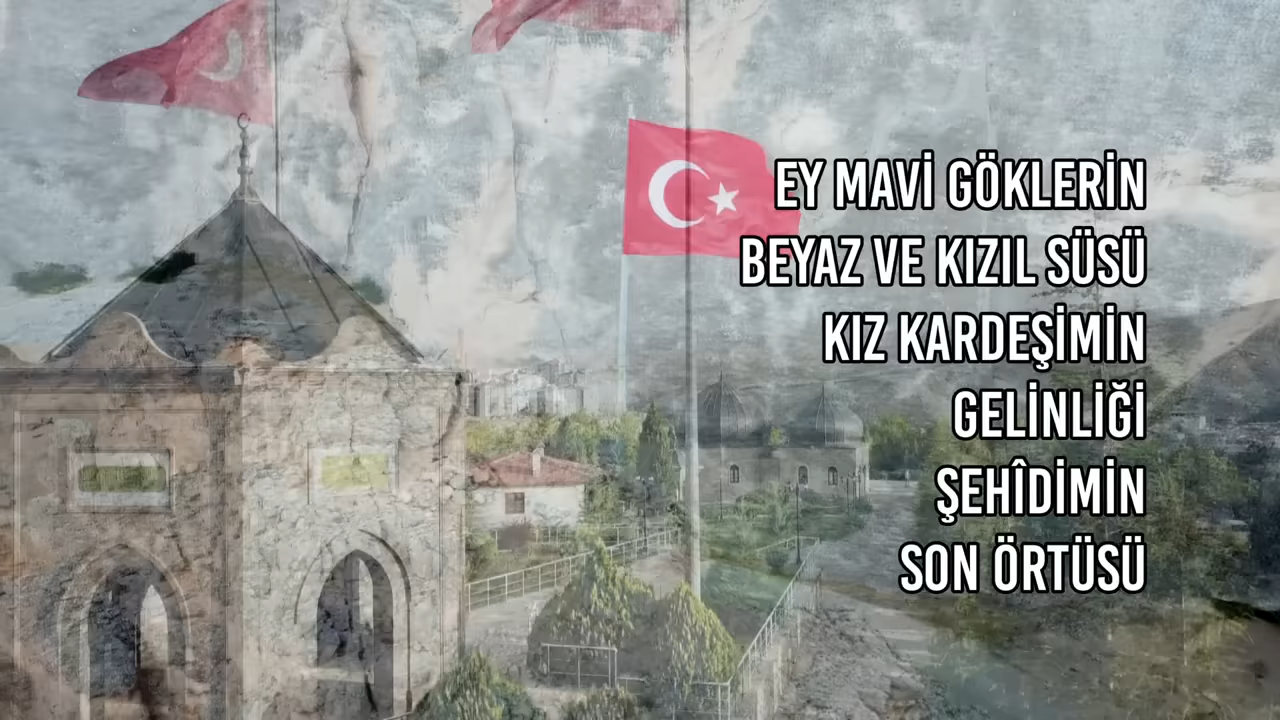 EY MAVİ GÖKLERİN
BEYAZ VE KIZIL SÜSÜ
KIZ KARDEŞİMİN
GELİNLİĞİ
ŞEHÎDİMİN
SON ÖRTÜSÜ